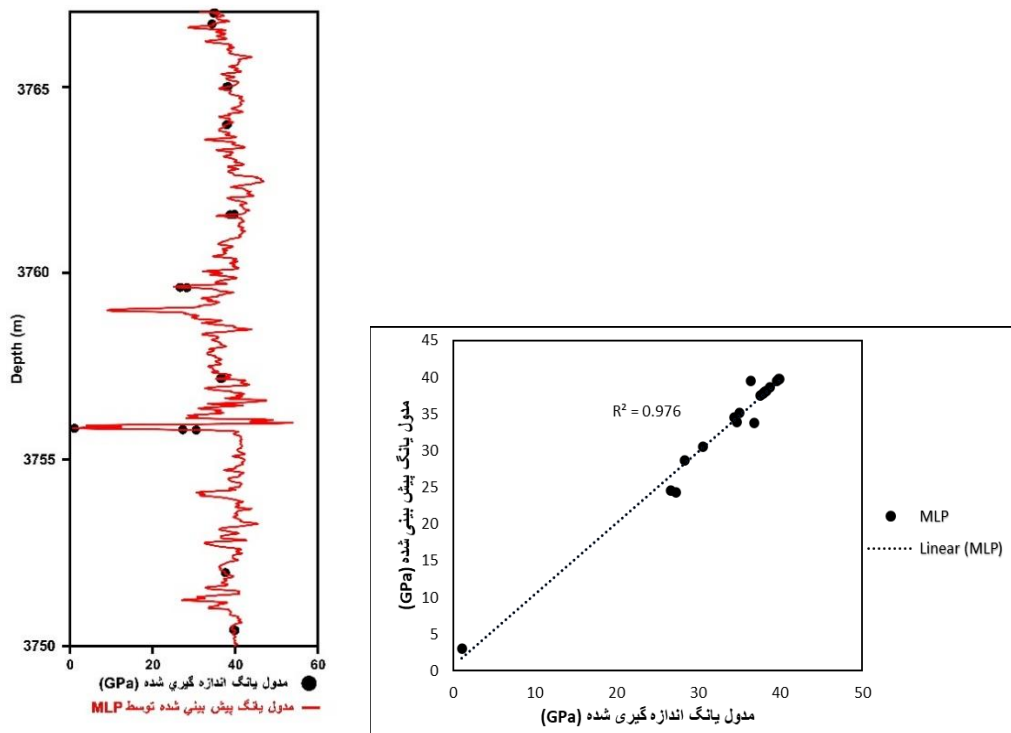 3765
3760
3755
3750
Depth (m)
0 20 40 60
مدول یانگ اندازه گیري شده (GPa)
مدول یانگ پیش بیني شده توسط MLP
45
40
35
30
25
20
15
10
5
0
مدول یانگ پیش بینی شده (GPa)
R² = 0.976
0 10 20 30 40 50
مدول یانگ اندازه گیری شده (GPa)
MLP
Linear (MLP)